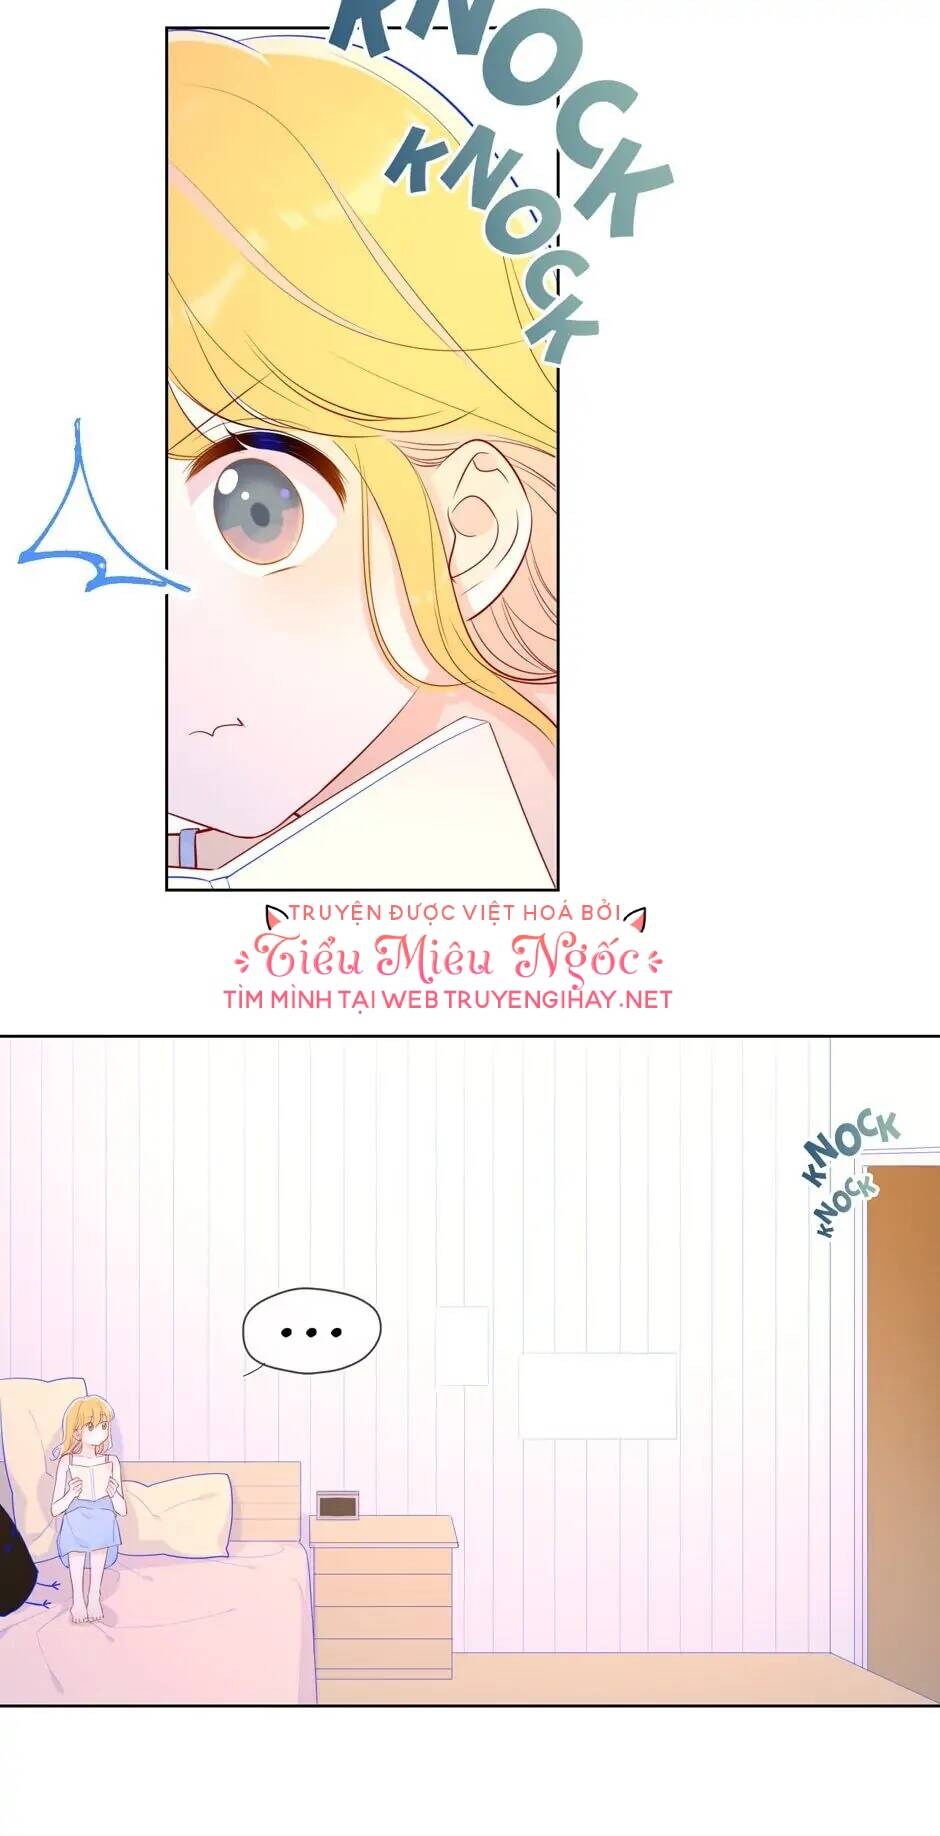 KNOCK
KNOCK
TRUYỆN ĐƯỢC VIỆT HOÁ BỞI
Tiểu Miêu Ngốc
TÌM MÌNH TẠI WEB TRUYENGIHAY.NET
KNOCK
KNOCK
...